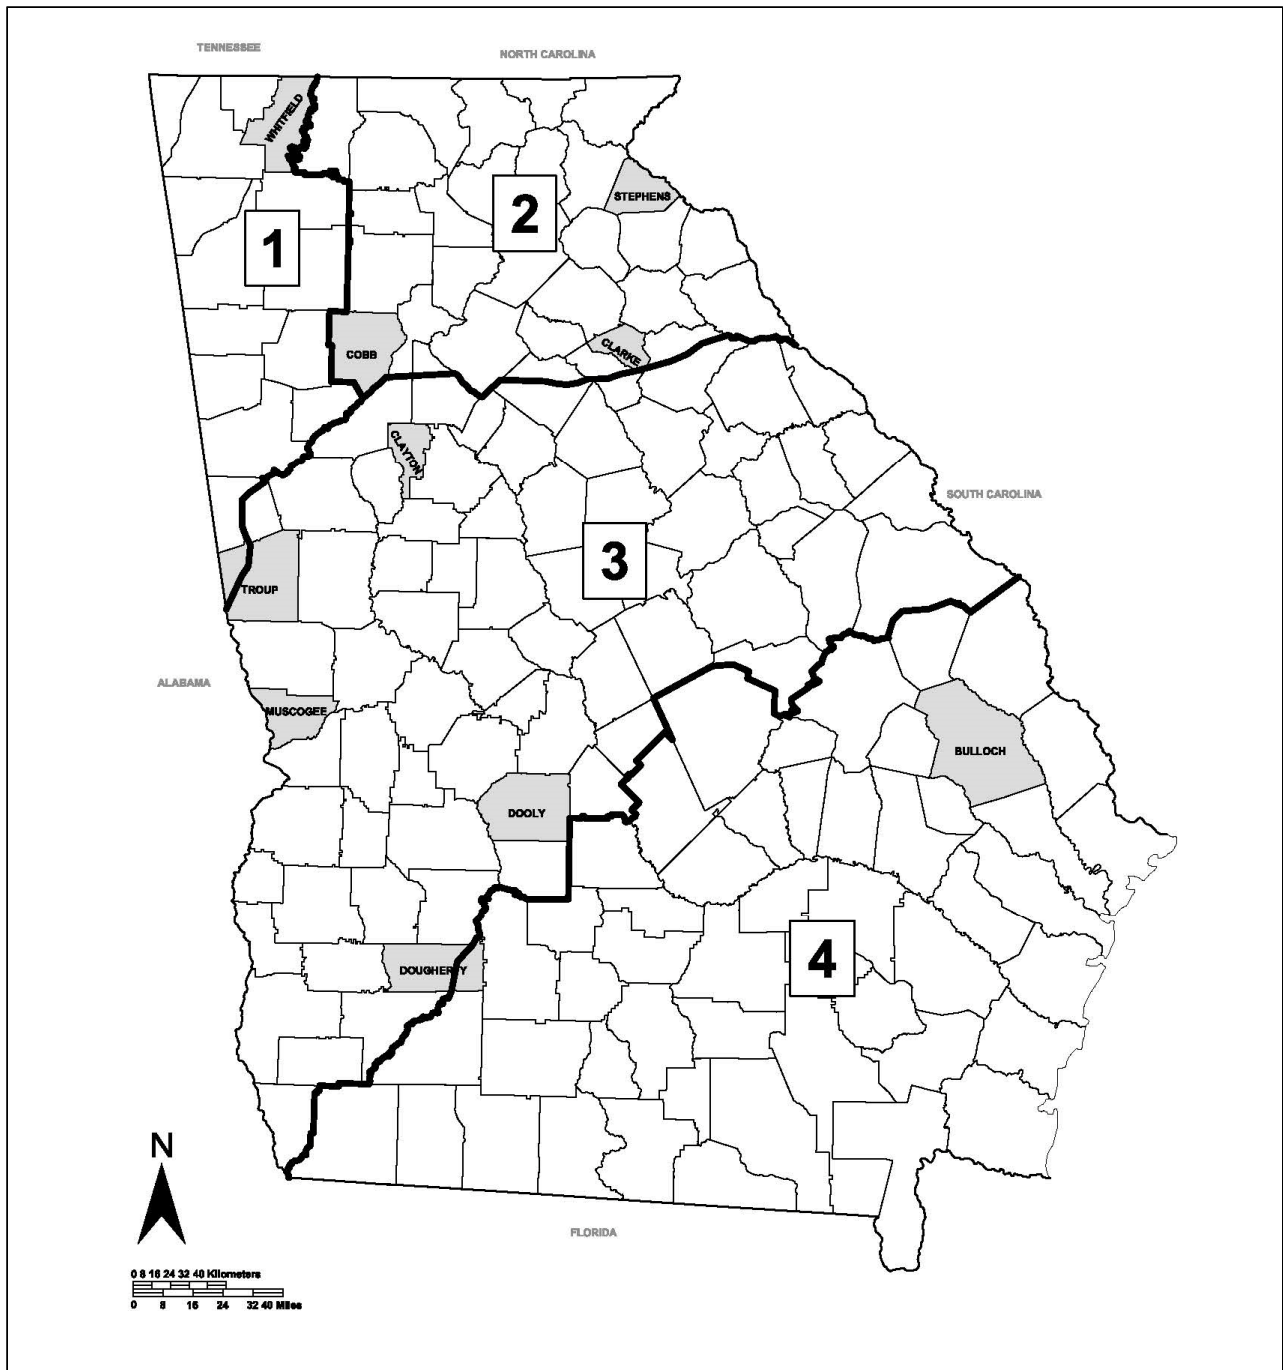 TENNESSEE
NORTH CAROLINA
WHITFIELD
STEPHENS
2
1
COBB
CLARKE
CLAYTON
SOUTH CAROLINA
3
TROUP
ALABAMA
MUSCOGEE
BULLOCH
DOOLY
4
DOUGHERTY
N
FLORIDA
0 8 16 24 32 40 Kilometers
0 8 16 24 32 40 Miles